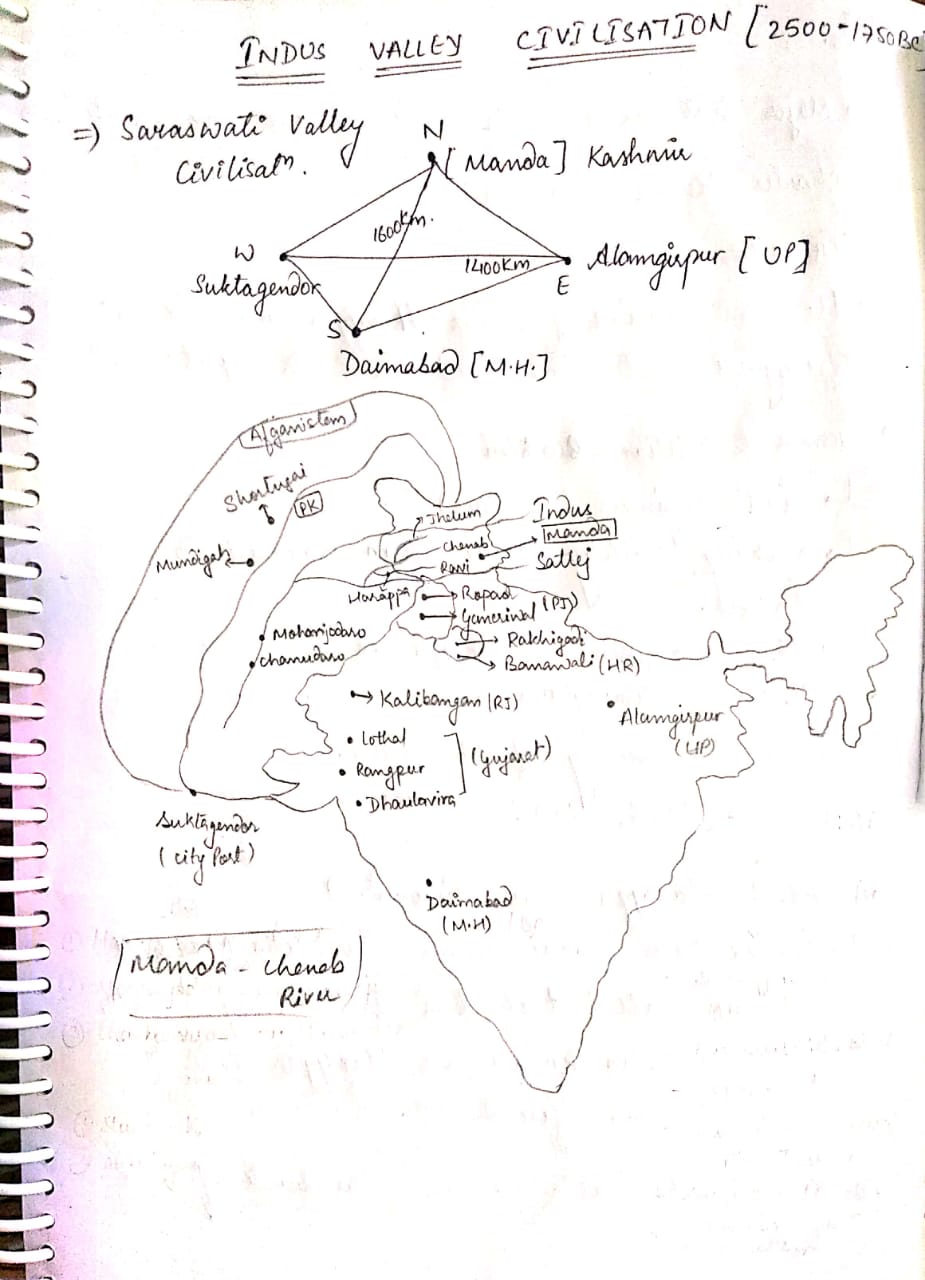 INDUS VALLEY CIVILISATION [2500-1750BC]
=) Saraswati Valley
Civilisatn.
N
[Manda] Kashmir
1600km.
W
1400km
Alamgirpur [UP]
Suktagendor
E
S
Daimabad [M.H.]
Afganistan
Shortugai
PK
Jhelum
Indus
Manda
Chenab
Mundigak
Ravi
Satlej
Harappa
Ropad
Gameriwal (PJ)
Mohanjodaro
Rakhigadi
Chanudaro
Banawali (HR)
Kalibangan (RJ)
Alamgirpur
(UP)
Lothal
(Gujarat)
Rangpur
Dhaulavira
Suktagendor
(city Port)
Daimabad
(M.H)
Manda - Chenab
River